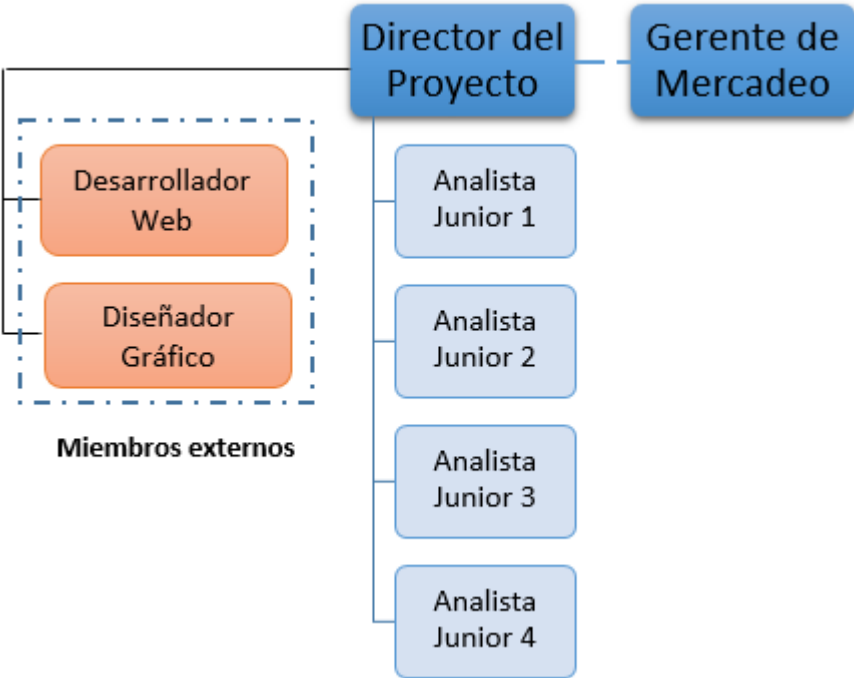 Director del
Proyecto
Gerente de
Mercadeo
Desarrollador
Web
Diseñador
Gráfico
Miembros externos
Analista
Junior 1
Analista
Junior 2
Analista
Junior 3
Analista
Junior 4